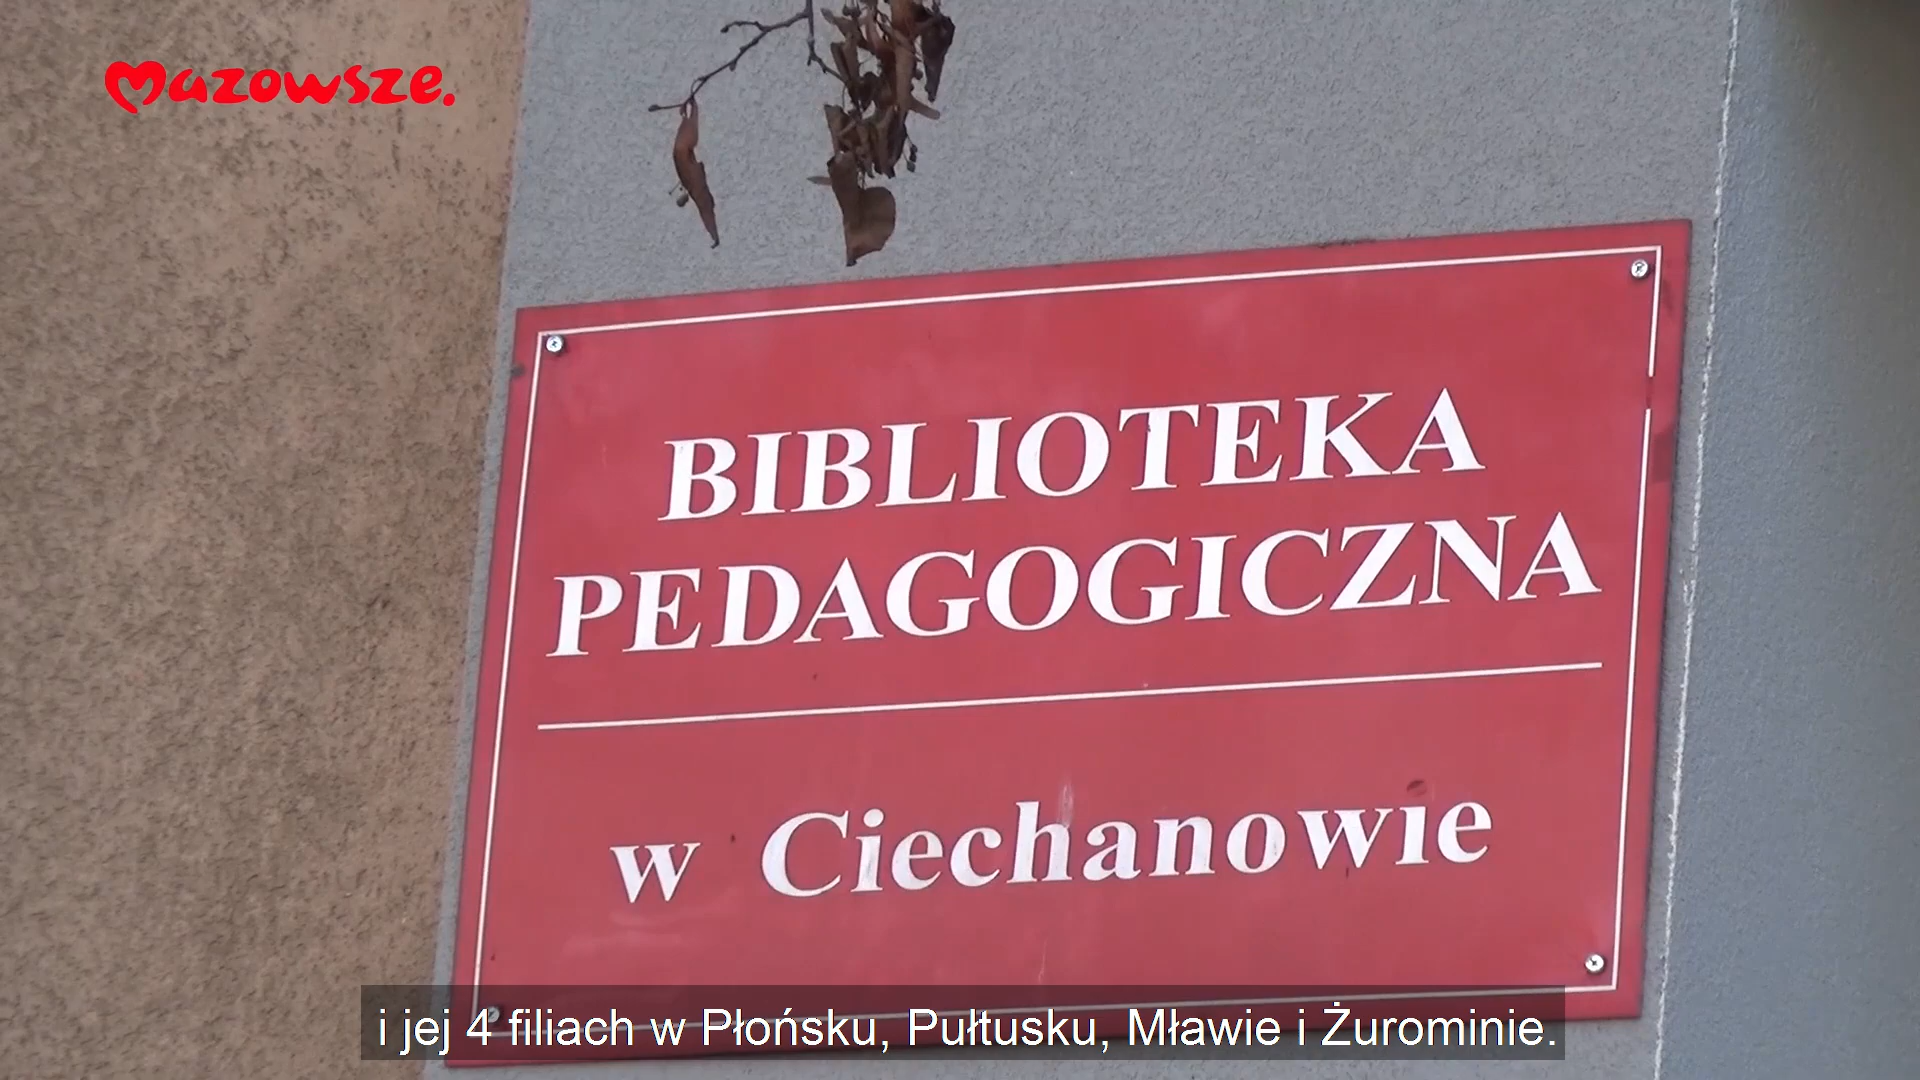 Mazowsze.
BIBLIOTEKA
PEDAGOGICZNA
w Ciechanowie
i jej 4 filiach w Płońsku, Pułtusku, Mławie i Żurominie.